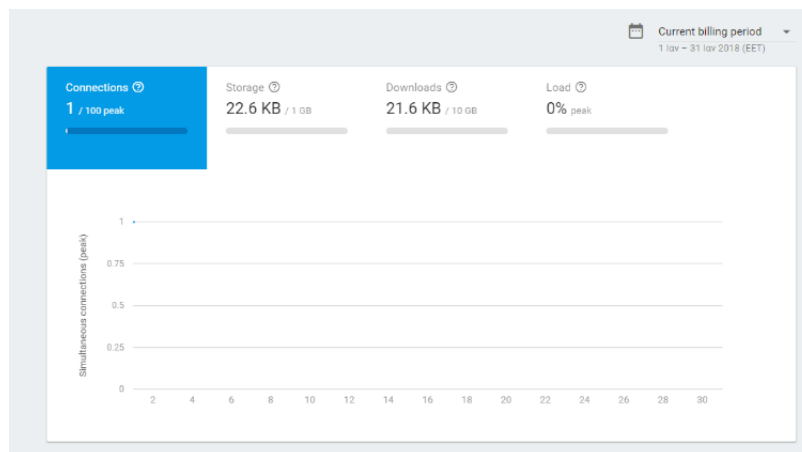 Current billing period
1 Ιαν – 31 Ιαν 2018 (EET)
Connections
1 / 100 peak
Storage
22.6 KB / 1 GB
Downloads
21.6 KB / 10 GB
Load
0% peak
Simultaneous connections (peak)
1
0.75
0.5
0.25
0
2 4 6 8 10 12 14 16 18 20 22 24 26 28 30